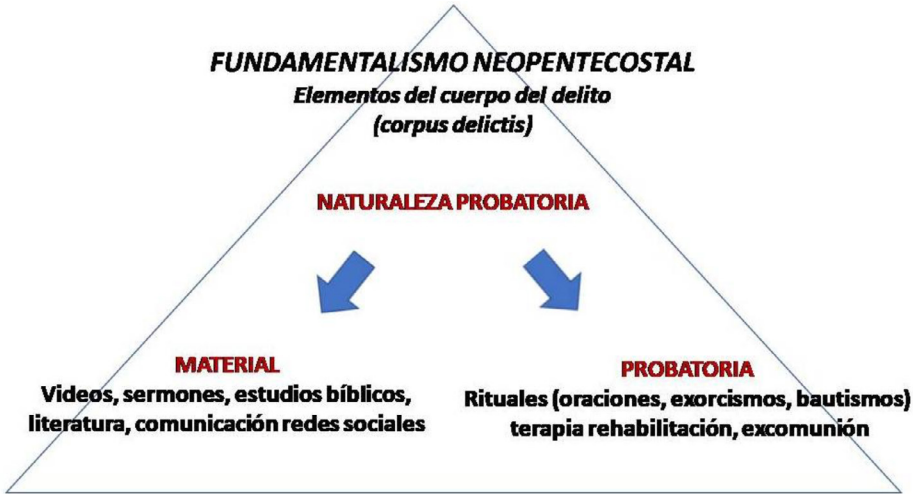 FUNDAMENTALISMO NEOPENTECOSTAL
Elementos del cuerpo del delito
(corpus delictis)
NATURALEZA PROBATORIA
MATERIAL
Videos, sermones, estudios bíblicos,
literatura, comunicación redes sociales
PROBATORIA
Rituales (oraciones, exorcismos, bautismos)
terapia rehabilitación, excomunión